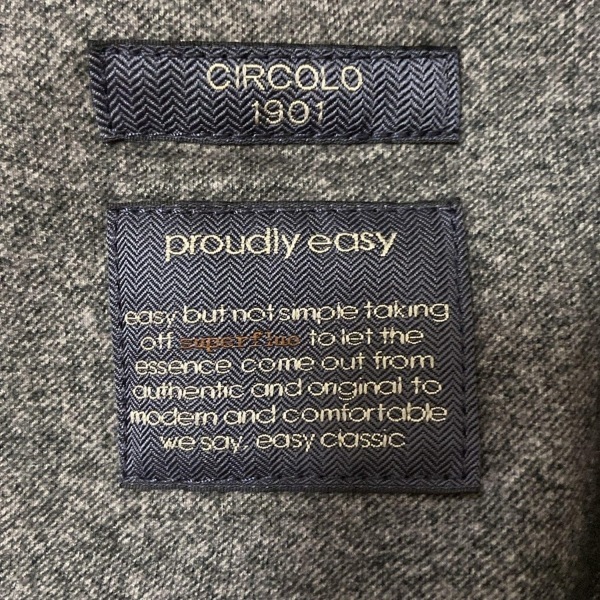 CIRCOLO
1901
proudly easy
easy but not simple taking
off superfluo to let the
essence come out from
authentic and original to
modern and comfortable
we say, easy classic